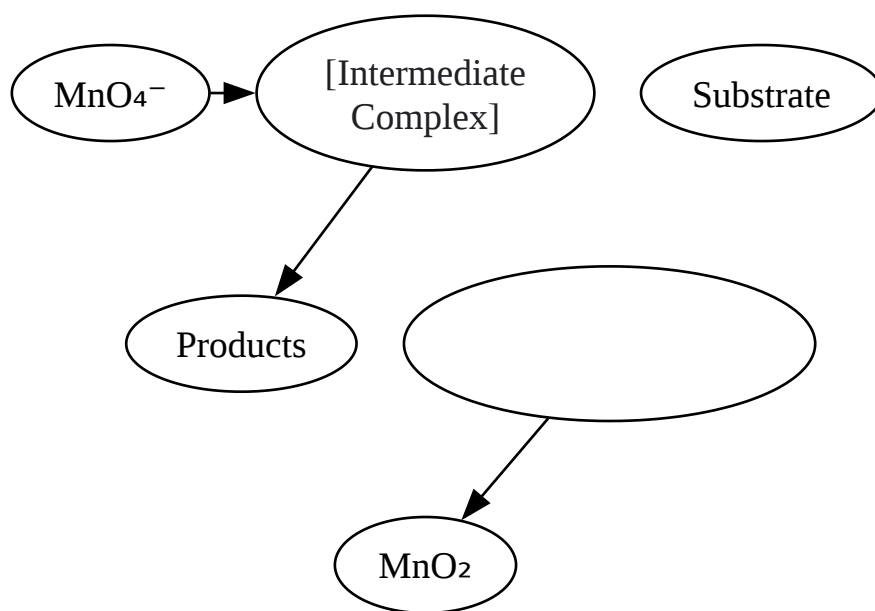 MnO₄⁻
[Intermediate
Complex]
Substrate
Products
MnO₂